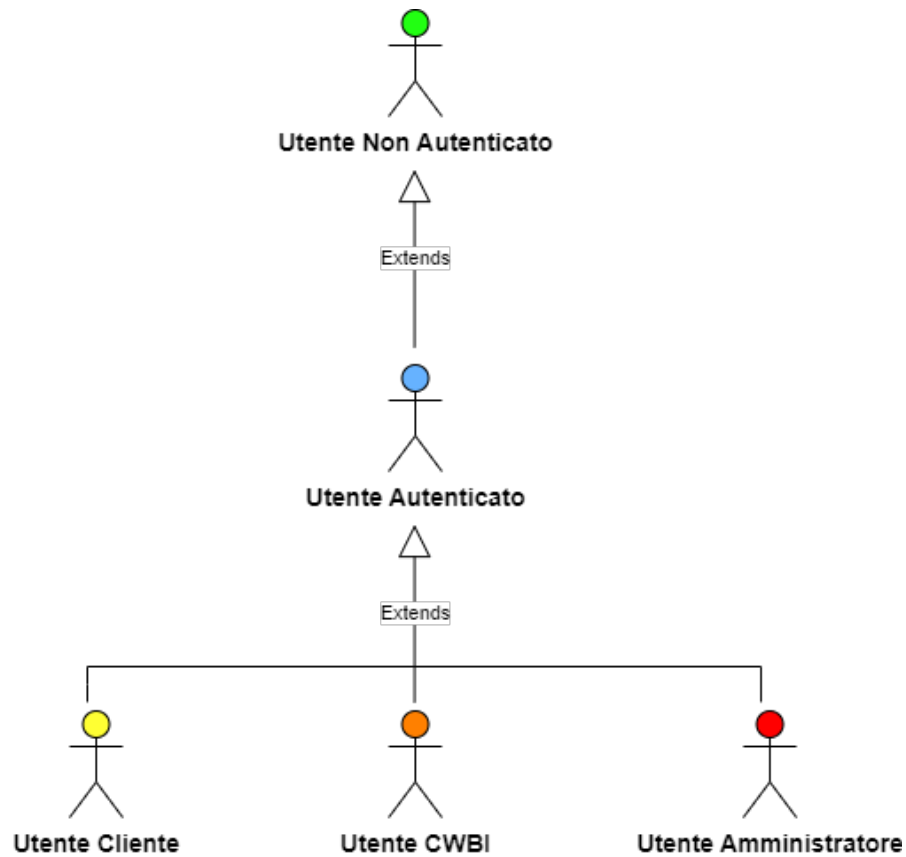 Utente Non Autenticato
Extends
Utente Autenticato
Extends
Utente Cliente
Utente CWBI
Utente Amministratore